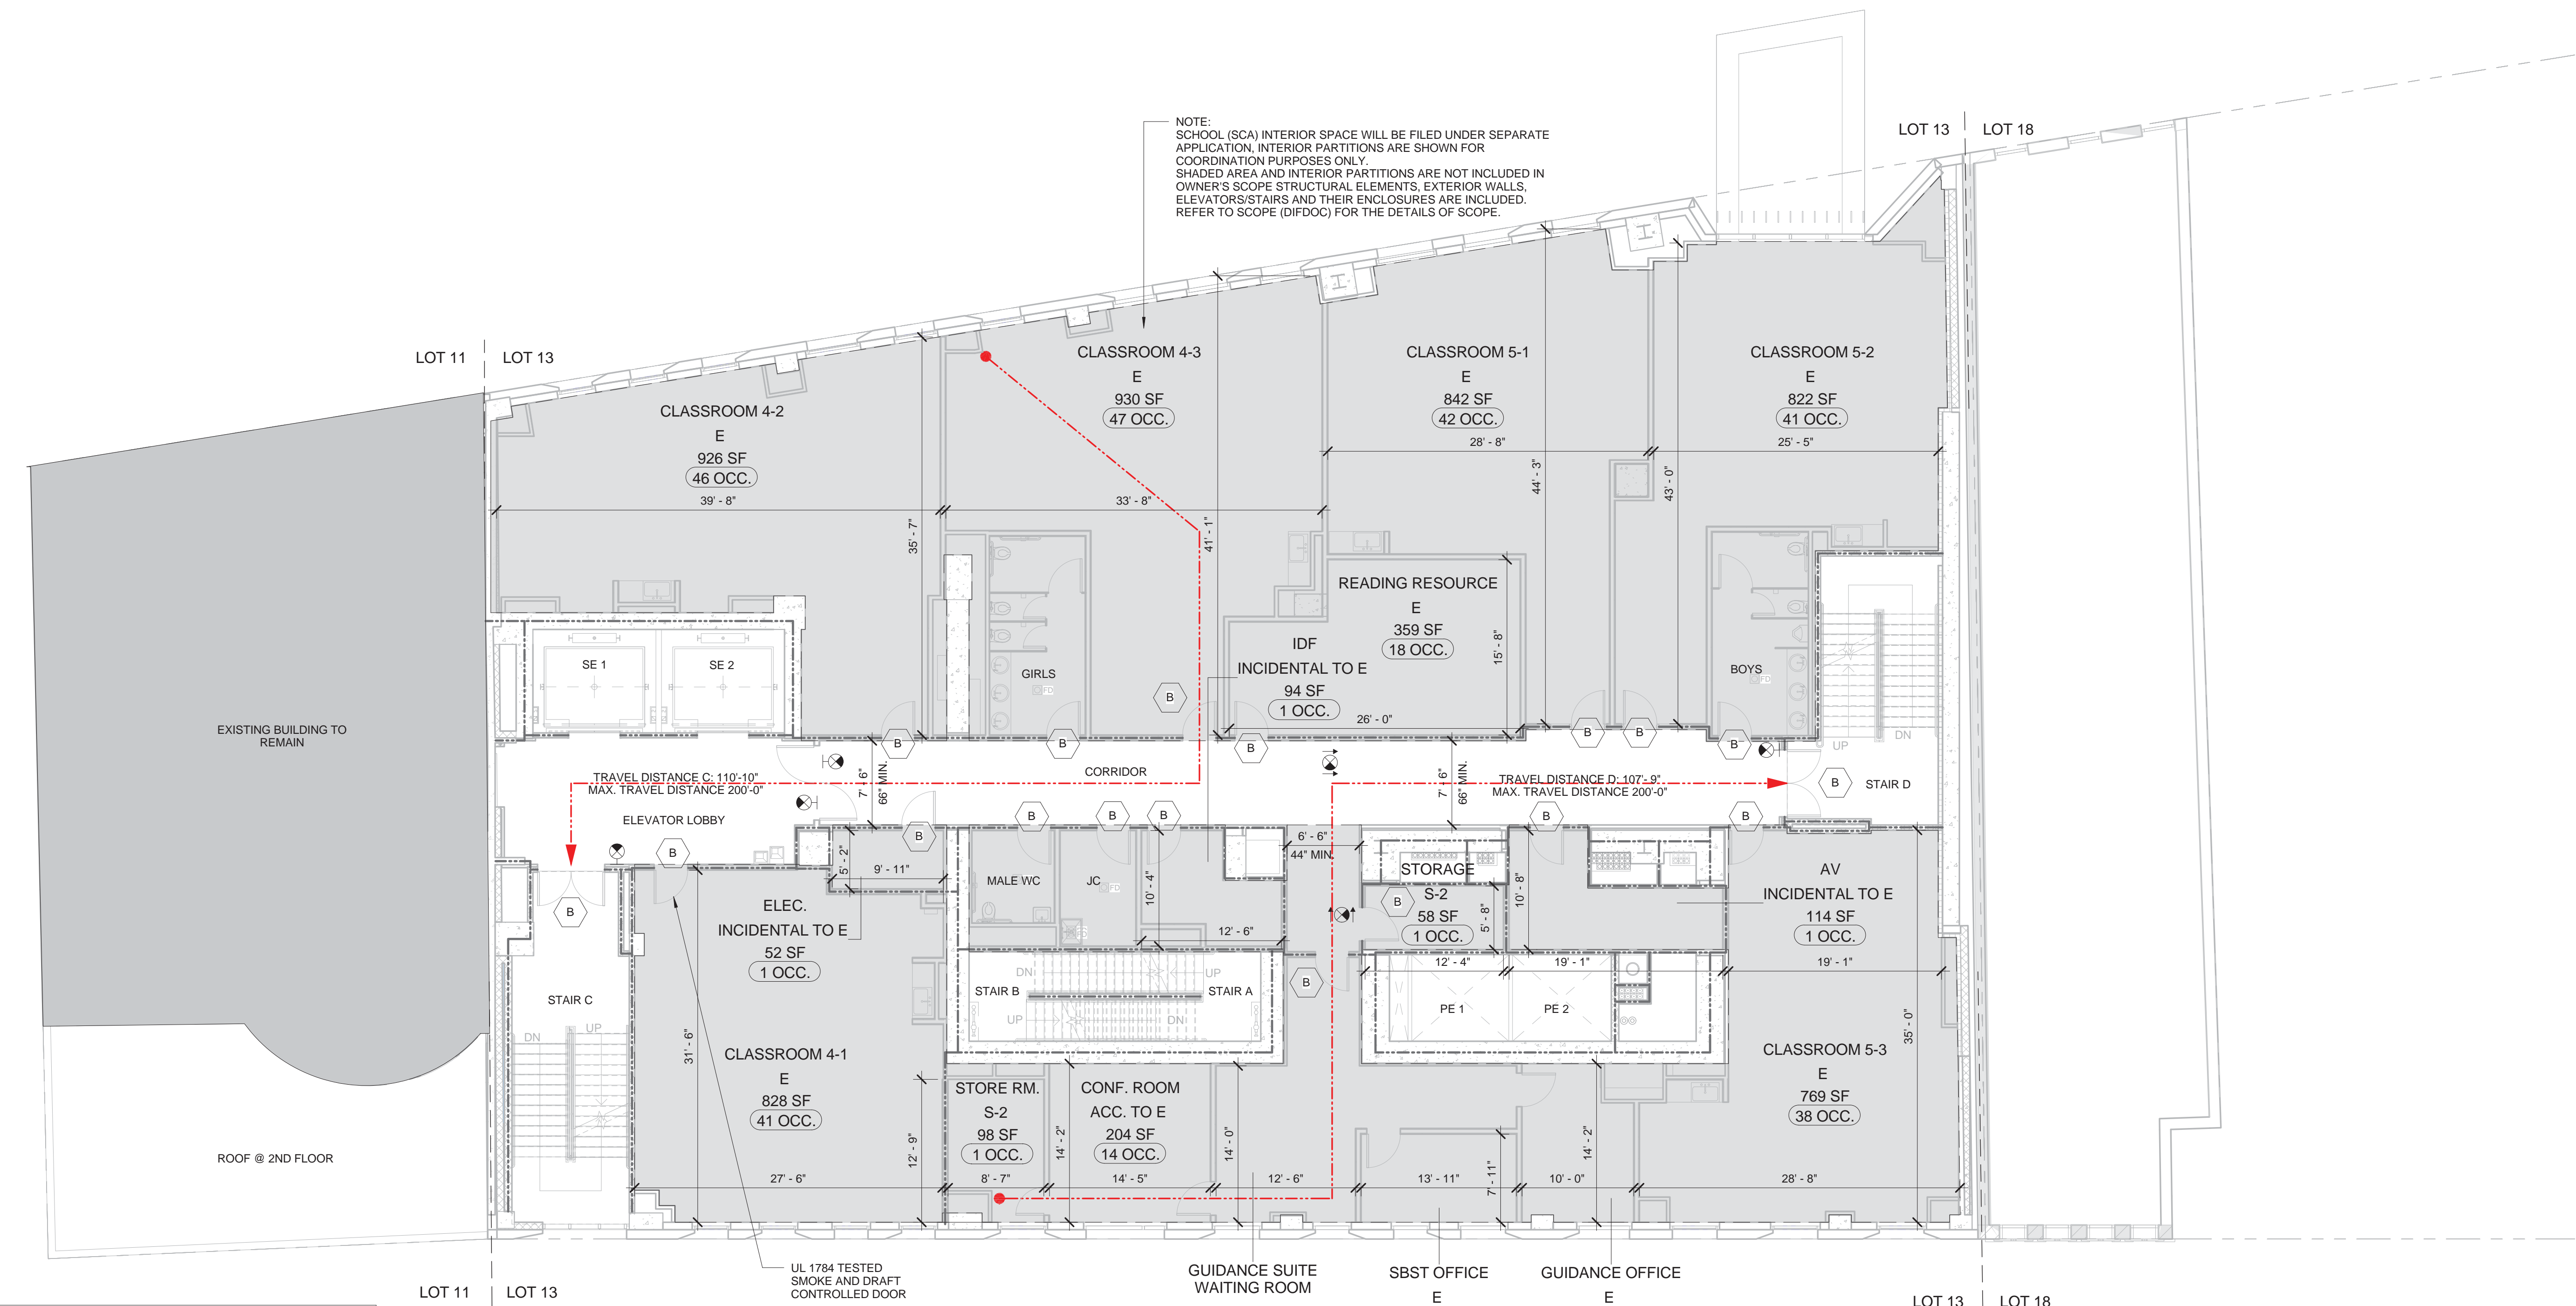 NOTE:
SCHOOL (SCA) INTERIOR SPACE WILL BE FILED UNDER SEPARATE
APPLICATION, INTERIOR PARTITIONS ARE SHOWN FOR
COORDINATION PURPOSES ONLY.
SHADED AREA AND INTERIOR PARTITIONS ARE NOT INCLUDED IN
OWNER'S SCOPE STRUCTURAL ELEMENTS, EXTERIOR WALLS,
ELEVATORS/STAIRS AND THEIR ENCLOSURES ARE INCLUDED.
REFER TO SCOPE (DIFDOC) FOR THE DETAILS OF SCOPE.
LOT 13
LOT 18
LOT 11
LOT 13
CLASSROOM 4-2
E
926 SF
46 OCC.
39' - 8"
35' - 7"
CLASSROOM 4-3
E
930 SF
47 OCC.
33' - 8"
41' - 1"
CLASSROOM 5-1
E
842 SF
42 OCC.
28' - 8"
44' - 3"
CLASSROOM 5-2
E
822 SF
41 OCC.
25' - 5"
43' - 0"
READING RESOURCE
E
359 SF
18 OCC.
15' - 8"
26' - 0"
IDF
INCIDENTAL TO E
94 SF
1 OCC.
SE 1
SE 2
GIRLS
FD
BOYS
FD
B
B
B
B
B
B
B
UP
DN
EXISTING BUILDING TO
REMAIN
TRAVEL DISTANCE C: 110'-10"
MAX. TRAVEL DISTANCE 200'-0"
7' - 6"
66" MIN.
CORRIDOR
7' - 6"
66" MIN.
TRAVEL DISTANCE D: 107'- 9"
MAX. TRAVEL DISTANCE 200'-0"
B
STAIR D
ELEVATOR LOBBY
B
B
B
B
B
B
B
6' - 6"
44" MIN.
5' - 2"
9' - 11"
MALE WC
JC
FD
10' - 4"
12' - 6"
STORAGE
S-2
58 SF
1 OCC.
B
5' - 8"
10' - 8"
AV
INCIDENTAL TO E
114 SF
1 OCC.
ELEC.
INCIDENTAL TO E
52 SF
1 OCC.
B
12' - 4"
19' - 1"
19' - 1"
STAIR C
DN
UP
STAIR B
STAIR A
DN
UP
UP
DN
B
PE 1
PE 2
31' - 6"
CLASSROOM 4-1
E
828 SF
41 OCC.
27' - 6"
12' - 9"
STORE RM.
S-2
98 SF
1 OCC.
8' - 7"
14' - 2"
CONF. ROOM
ACC. TO E
204 SF
14 OCC.
14' - 5"
14' - 0"
12' - 6"
13' - 11"
7' - 11"
10' - 0"
14' - 2"
CLASSROOM 5-3
E
769 SF
38 OCC.
28' - 8"
35' - 0"
ROOF @ 2ND FLOOR
UL 1784 TESTED
SMOKE AND DRAFT
CONTROLLED DOOR
GUIDANCE SUITE
WAITING ROOM
SBST OFFICE
E
GUIDANCE OFFICE
E
LOT 11
LOT 13
LOT 13
LOT 18